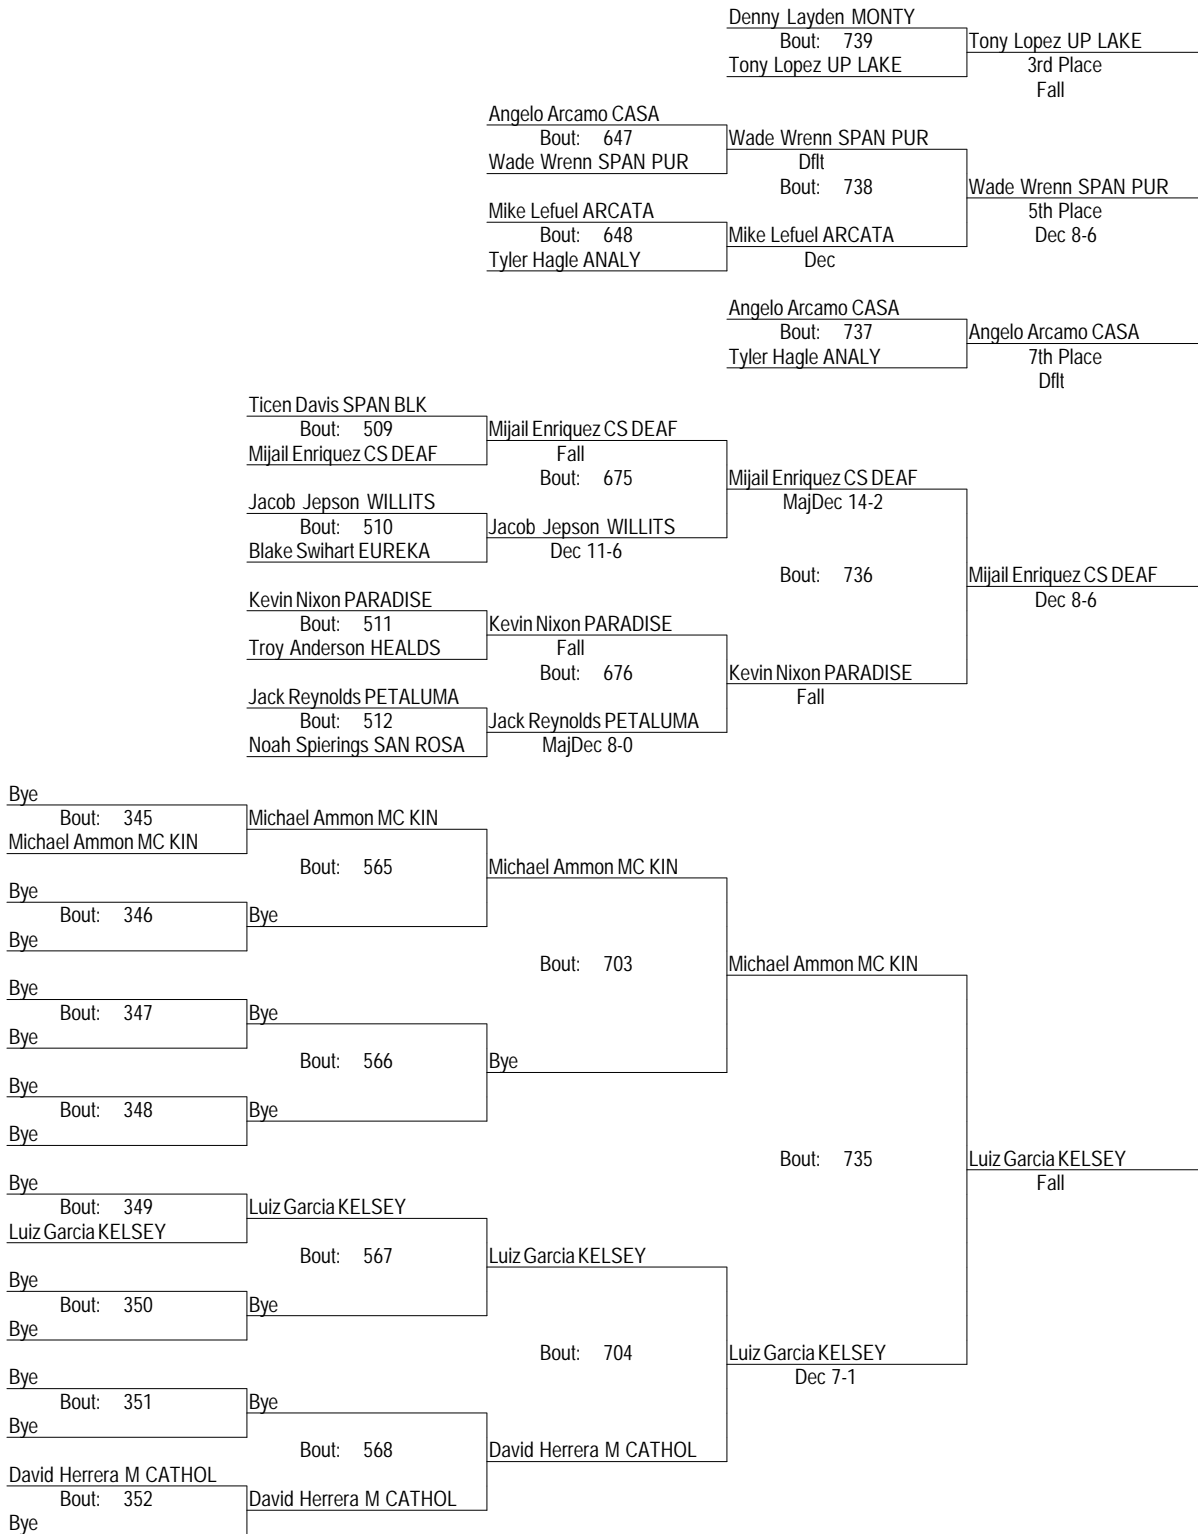 Denny Layden MONTY
Bout: 739
Tony Lopez UP LAKE
Tony Lopez UP LAKE
3rd Place
Fall
Angelo Arcamo CASA
Bout: 647
Wade Wrenn SPAN PUR
Wade Wrenn SPAN PUR
Dflt
Bout: 738
Wade Wrenn SPAN PUR
5th Place
Dec 8-6
Mike Lefuel ARCATA
Bout: 648
Tyler Hagle ANALY
Mike Lefuel ARCATA
Dec
Angelo Arcamo CASA
Bout: 737
Tyler Hagle ANALY
Angelo Arcamo CASA
7th Place
Dflt
Ticen Davis SPAN BLK
Bout: 509
Mijail Enriquez CS DEAF
Mijail Enriquez CS DEAF
Fall
Bout: 675
Mijail Enriquez CS DEAF
MajDec 14-2
Jacob Jepson WILLITS
Bout: 510
Blake Swihart EUREKA
Jacob Jepson WILLITS
Dec 11-6
Bout: 736
Mijail Enriquez CS DEAF
Dec 8-6
Kevin Nixon PARADISE
Bout: 511
Troy Anderson HEALDS
Kevin Nixon PARADISE
Fall
Bout: 676
Kevin Nixon PARADISE
Fall
Jack Reynolds PETALUMA
Bout: 512
Noah Spierings SAN ROSA
Jack Reynolds PETALUMA
MajDec 8-0
Bye
Bout: 345
Michael Ammon MC KIN
Michael Ammon MC KIN
Bout: 565
Michael Ammon MC KIN
Bye
Bout: 346
Bye
Bye
Bout: 703
Michael Ammon MC KIN
Bye
Bout: 347
Bye
Bye
Bout: 566
Bye
Bye
Bout: 348
Bye
Bye
Bout: 735
Luiz Garcia KELSEY
Fall
Bye
Bout: 349
Luiz Garcia KELSEY
Luiz Garcia KELSEY
Bout: 567
Luiz Garcia KELSEY
Bye
Bout: 350
Bye
Bye
Bout: 704
Luiz Garcia KELSEY
Dec 7-1
Bye
Bout: 351
Bye
Bye
Bout: 568
David Herrera M CATHOL
David Herrera M CATHOL
Bout: 352
Bye
David Herrera M CATHOL